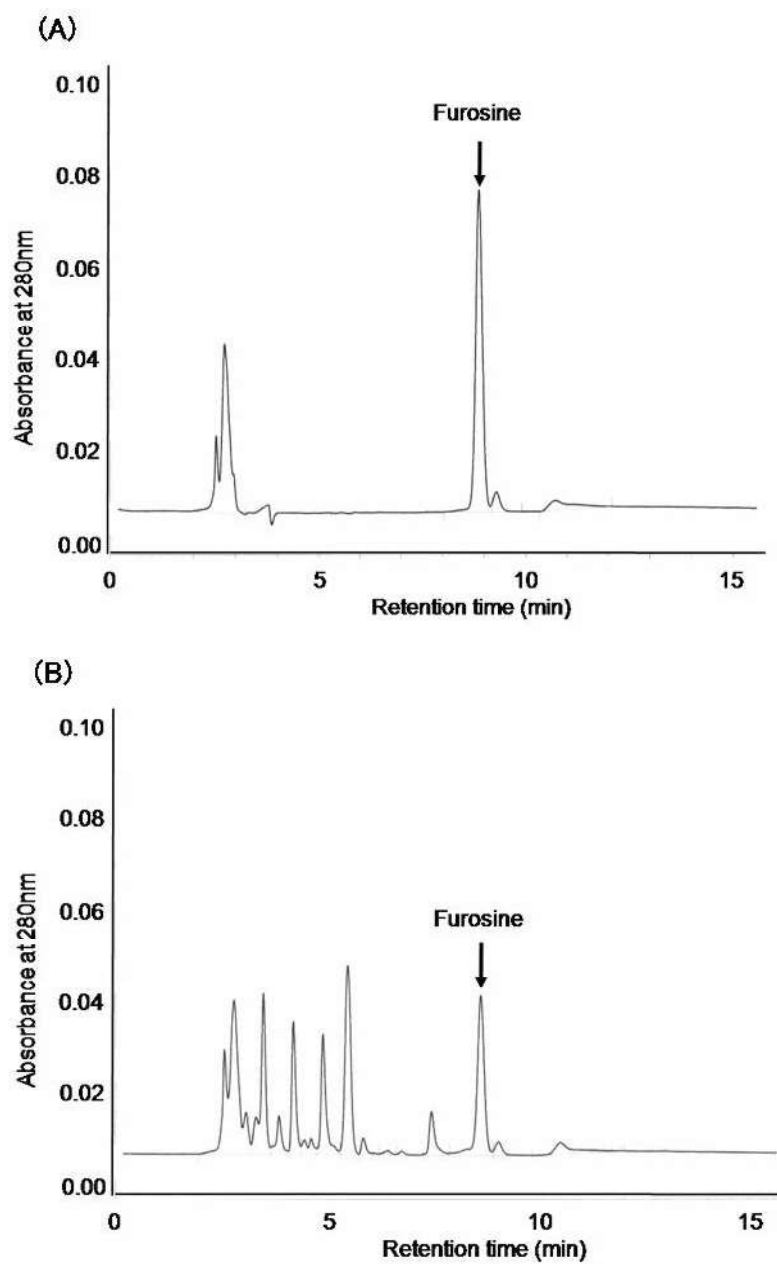 (A)
0.10
Furosine
0.08
0.06
Absorbance at 280nm
0.04
0.02
0.00
0 5 10 15
Retention time (min)
(B)
0.10
0.08
0.06
Furosine
Absorbance at 280nm
0.04
0.02
0.00
0 5 10 15
Retention time (min)